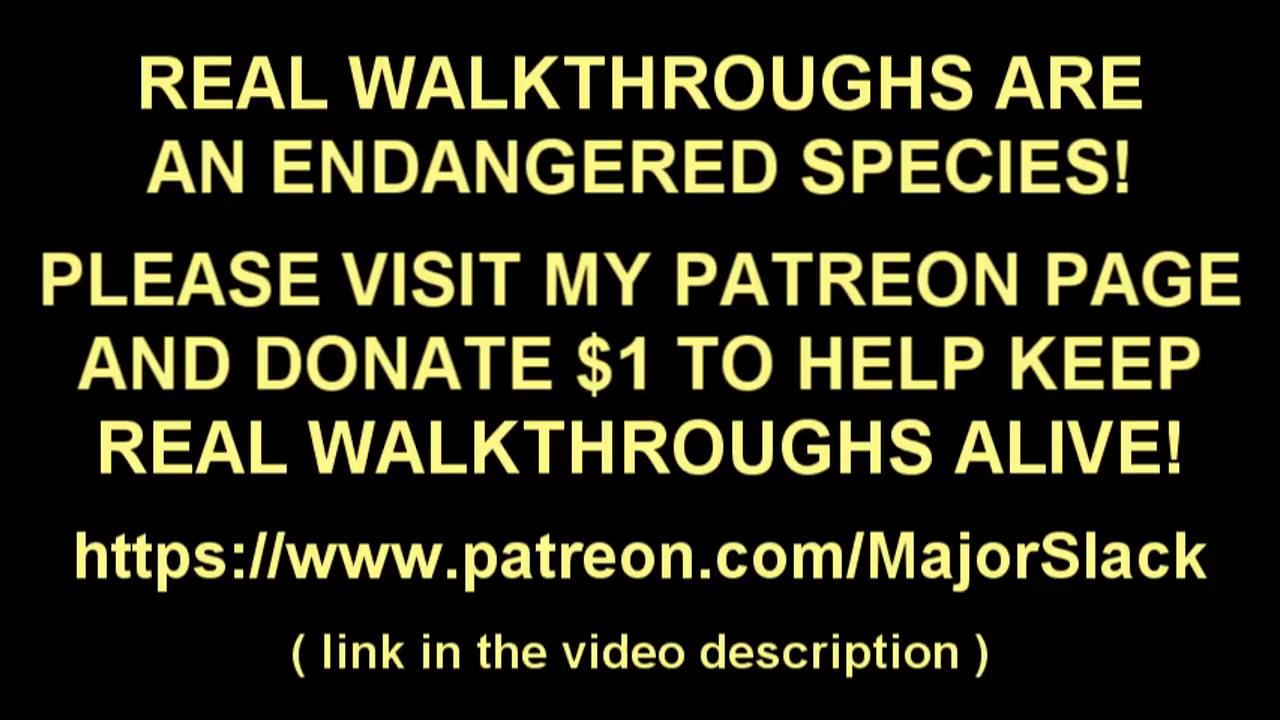 REAL WALKTHROUGHS ARE
AN ENDANGERED SPECIES!
PLEASE VISIT MY PATREON PAGE
AND DONATE $1 TO HELP KEEP
REAL WALKTHROUGHS ALIVE!
https://www.patreon.com/MajorSlack
( link in the video description )